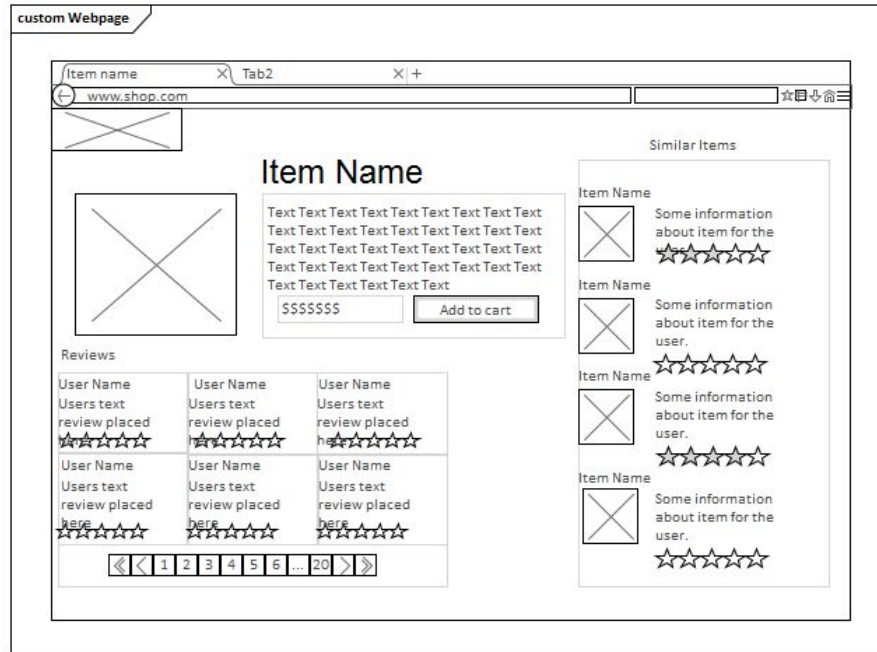 custom Webpage
Item name
Tab2
www.shop.com
Similar Items
Item Name
Text Text Text Text Text Text Text Text Text
Text Text Text Text Text Text Text Text Text
Text Text Text Text Text Text Text Text Text
Text Text Text Text Text Text Text Text Text
Text Text Text Text Text Text
$$$$$$$
Add to cart
Item Name
Some information
about item for the
user.
Item Name
Some information
about item for the
user.
Item Name
Some information
about item for the
user.
Item Name
Some information
about item for the
user.
Reviews
User Name
Users text
review placed
here
User Name
Users text
review placed
here
User Name
Users text
review placed
here
User Name
Users text
review placed
here
User Name
Users text
review placed
here
User Name
Users text
review placed
here
1 2 3 4 5 6 ... 20